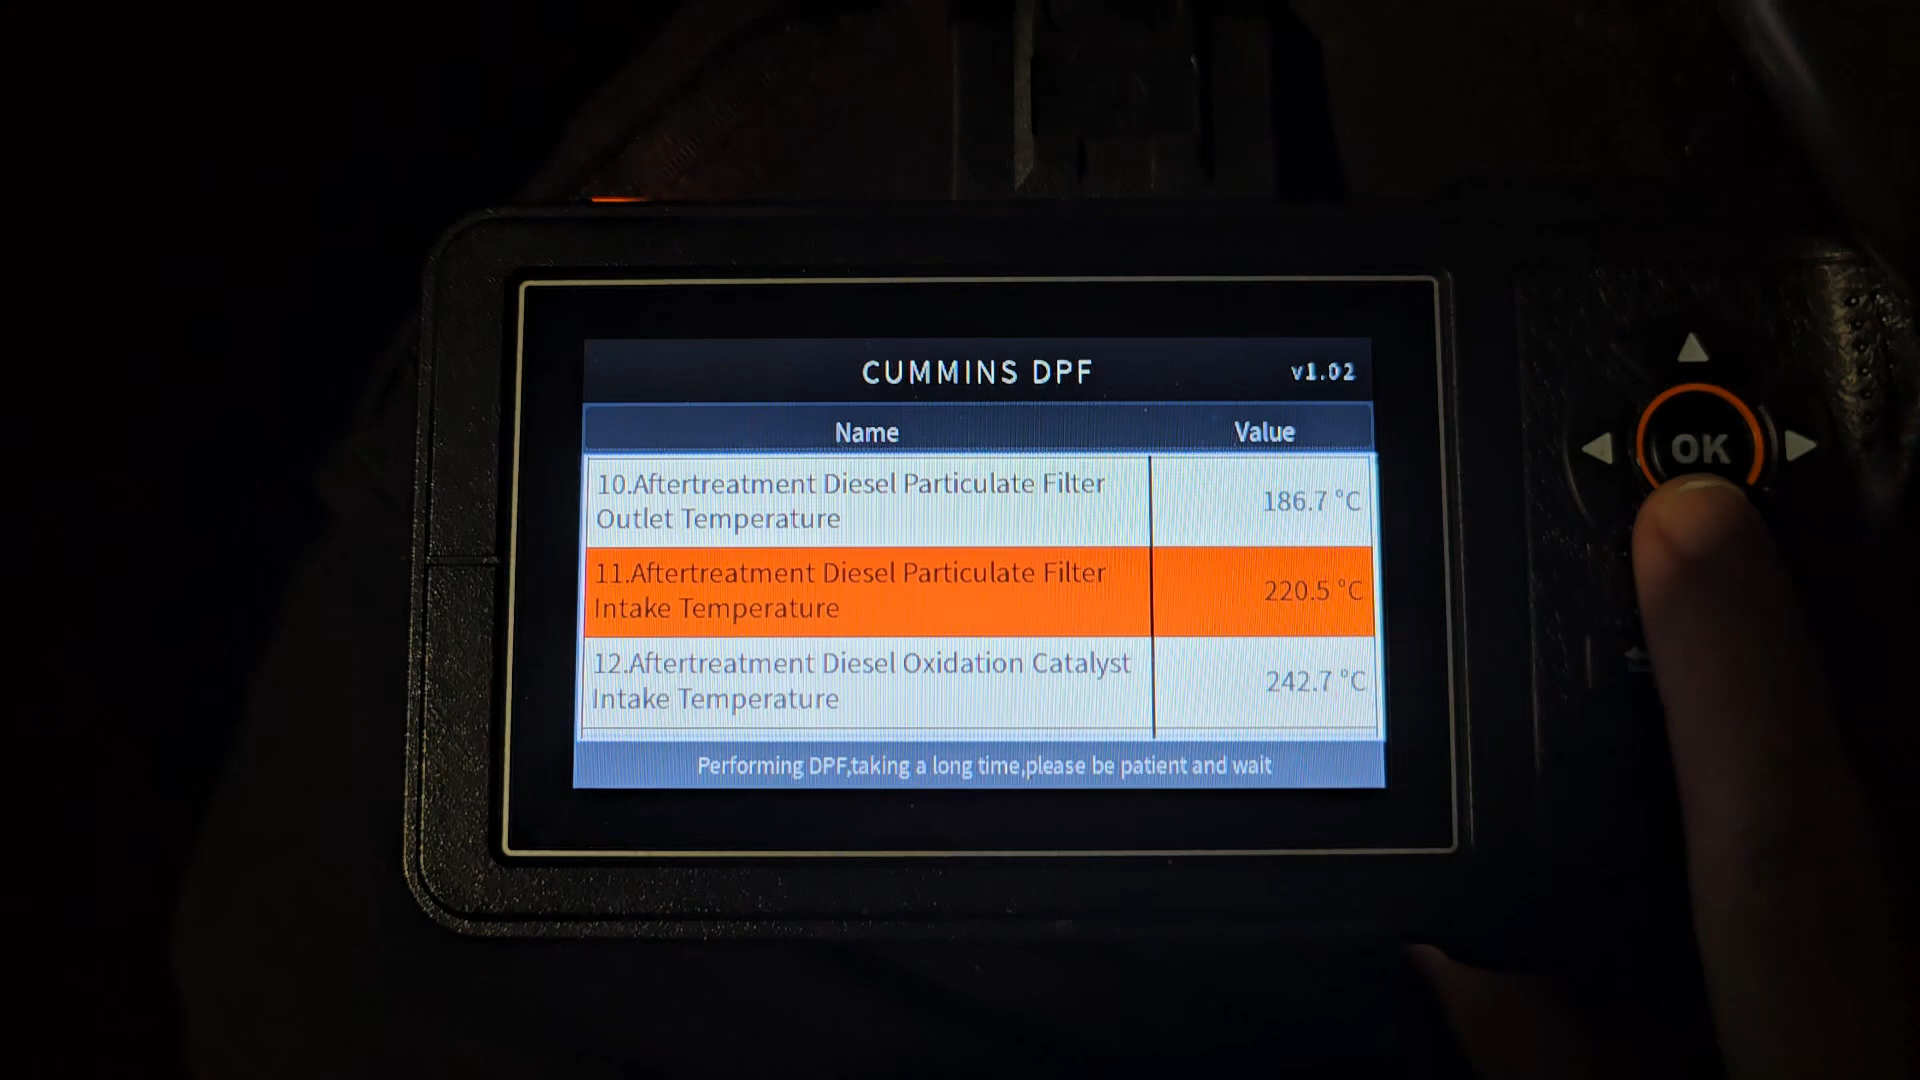 CUMMINS DPF v1.02
Name Value
10.Aftertreatment Diesel Particulate Filter
Outlet Temperature
186.7 °C
11.Aftertreatment Diesel Particulate Filter
Intake Temperature
220.5 °C
12.Aftertreatment Diesel Oxidation Catalyst
Intake Temperature
242.7 °C
Performing DPF,taking a long time,please be patient and wait
OK